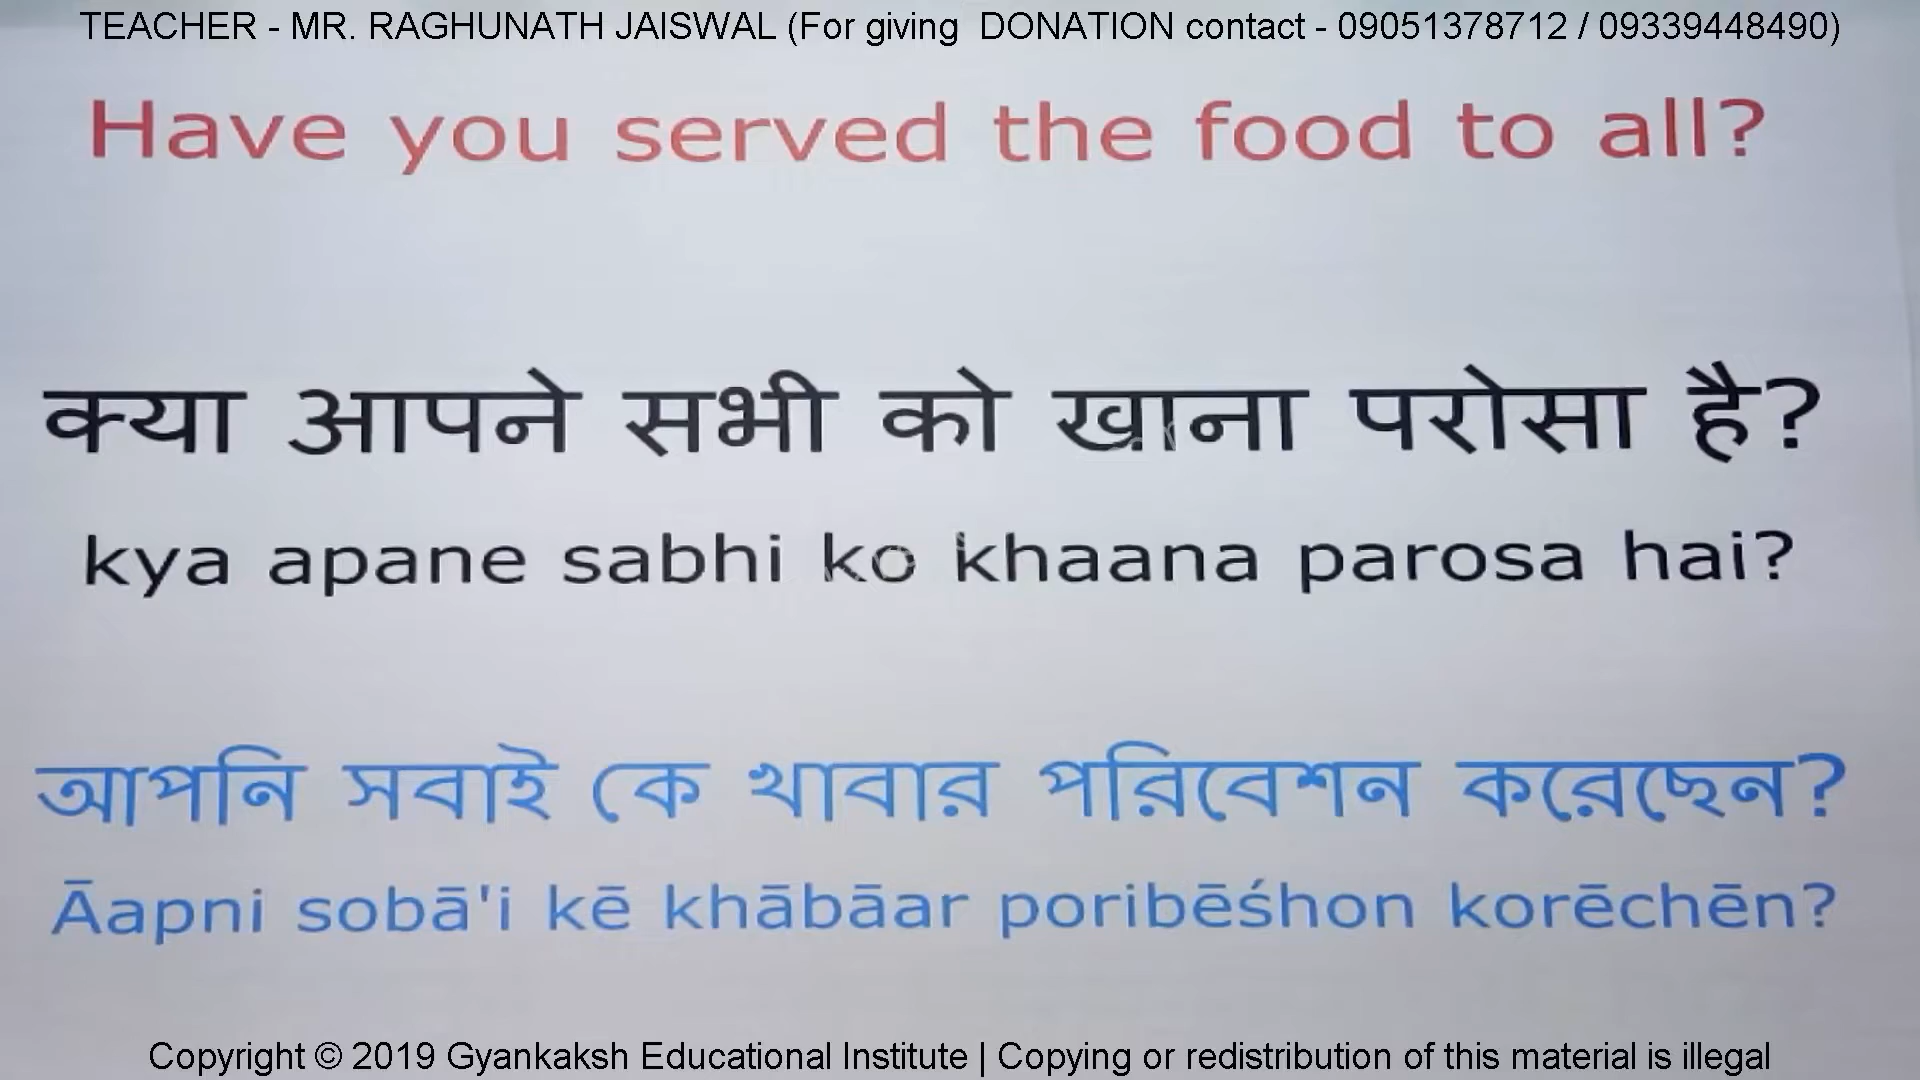 TEACHER - MR. RAGHUNATH JAISWAL (For giving  DONATION contact - 09051378712 / 09339448490)
Have you served the food to all?
क्या आपने सभी को खाना परोसा है?
kya apane sabhi ko khaana parosa hai?
আপনি সবাই কে খাবার পরিবেশন করেছেন?
Āapni sobā'i kē khābāar poribēśhon korēchēn?
Copyright © 2019 Gyankaksh Educational Institute | Copying or redistribution of this material is illegal